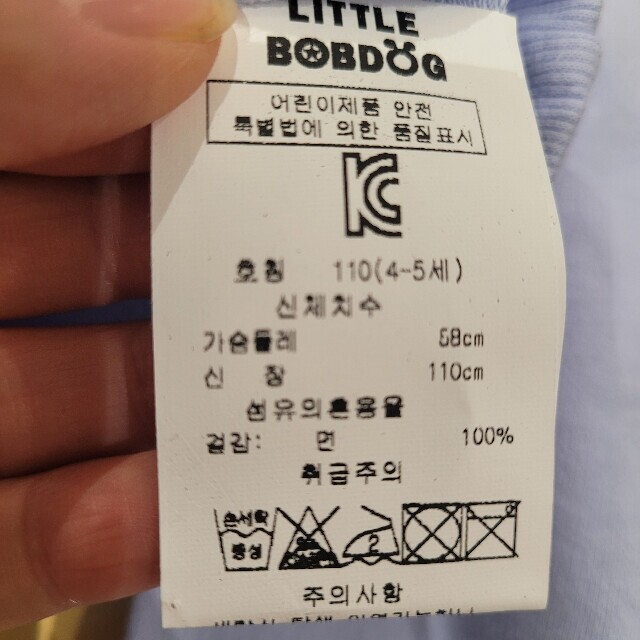 LITTLE
BOBDOG
어린이제품 안전
특별법에 의한 품질표시
KC
호칭 110(4-5세)
신체치수
가슴둘레 58cm
신 장 110cm
섬유의혼용율
겉감: 면 100%
취급주의
손세탁
중성
2
주의사항